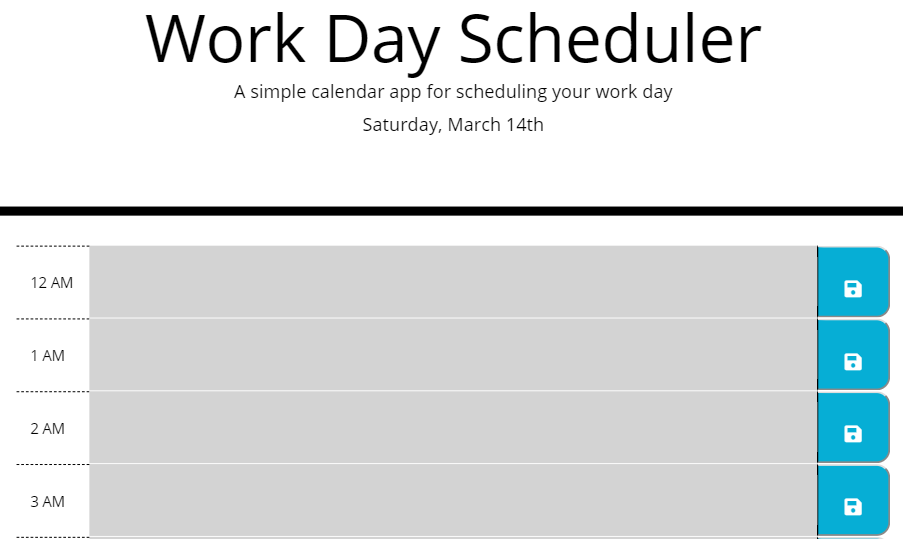 Work Day Scheduler
A simple calendar app for scheduling your work day
Saturday, March 14th
12 AM
1 AM
2 AM
3 AM